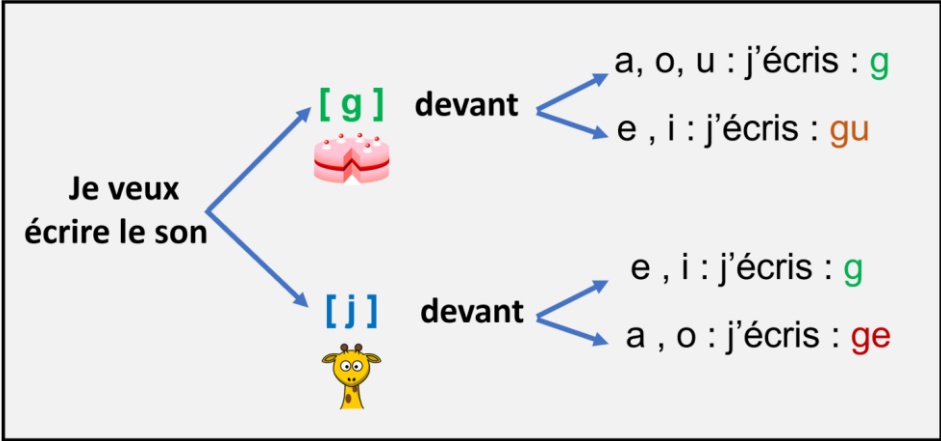 Je veux
écrire le son
[ g ] devant
a, o, u : j’écris : g
e , i : j’écris : gu
[ j ] devant
e , i : j’écris : g
a , o : j’écris : ge